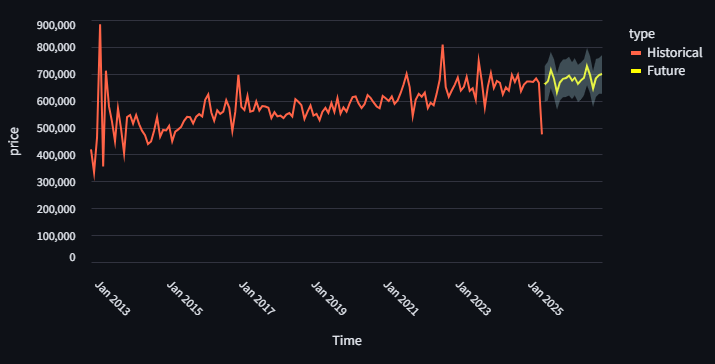 900,000
800,000
700,000
600,000
500,000
400,000
300,000
200,000
100,000
0
price
Jan 2013
Jan 2015
Jan 2017
Jan 2019
Jan 2021
Jan 2023
Jan 2025
Time
type
Historical
Future